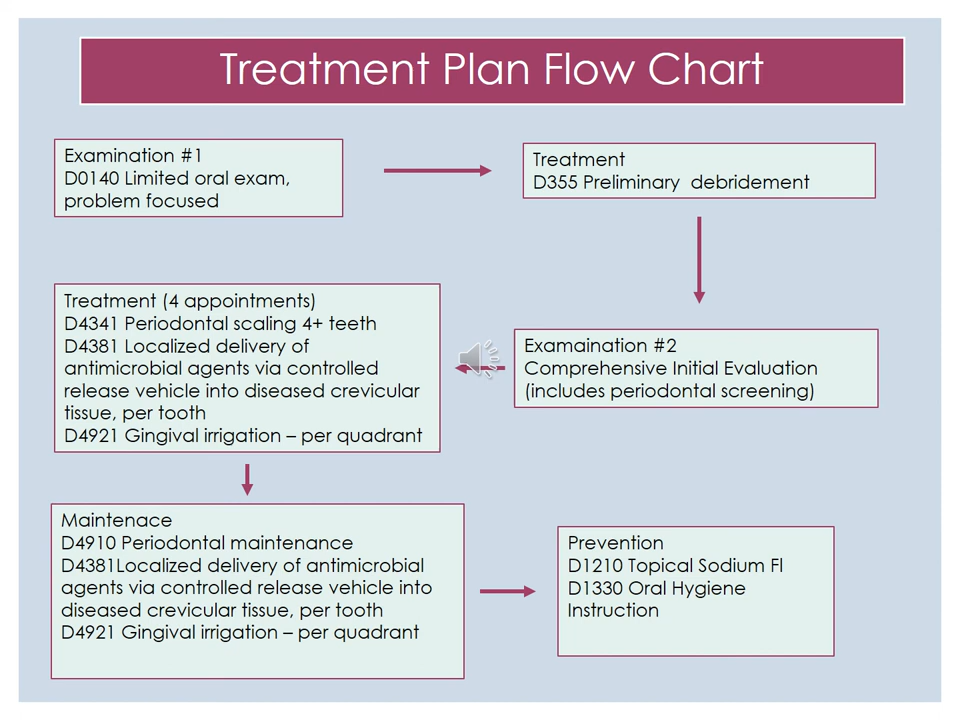 Treatment Plan Flow Chart
Examination #1
D0140 Limited oral exam,
problem focused
Treatment
D355 Preliminary  debridement
Examaination #2
Comprehensive Initial Evaluation
(includes periodontal screening)
Treatment (4 appointments)
D4341 Periodontal scaling 4+ teeth
D4381 Localized delivery of
antimicrobial agents via controlled
release vehicle into diseased crevicular
tissue, per tooth
D4921 Gingival irrigation – per quadrant
Maintenace
D4910 Periodontal maintenance
D4381Localized delivery of antimicrobial
agents via controlled release vehicle into
diseased crevicular tissue, per tooth
D4921 Gingival irrigation – per quadrant
Prevention
D1210 Topical Sodium Fl
D1330 Oral Hygiene
Instruction